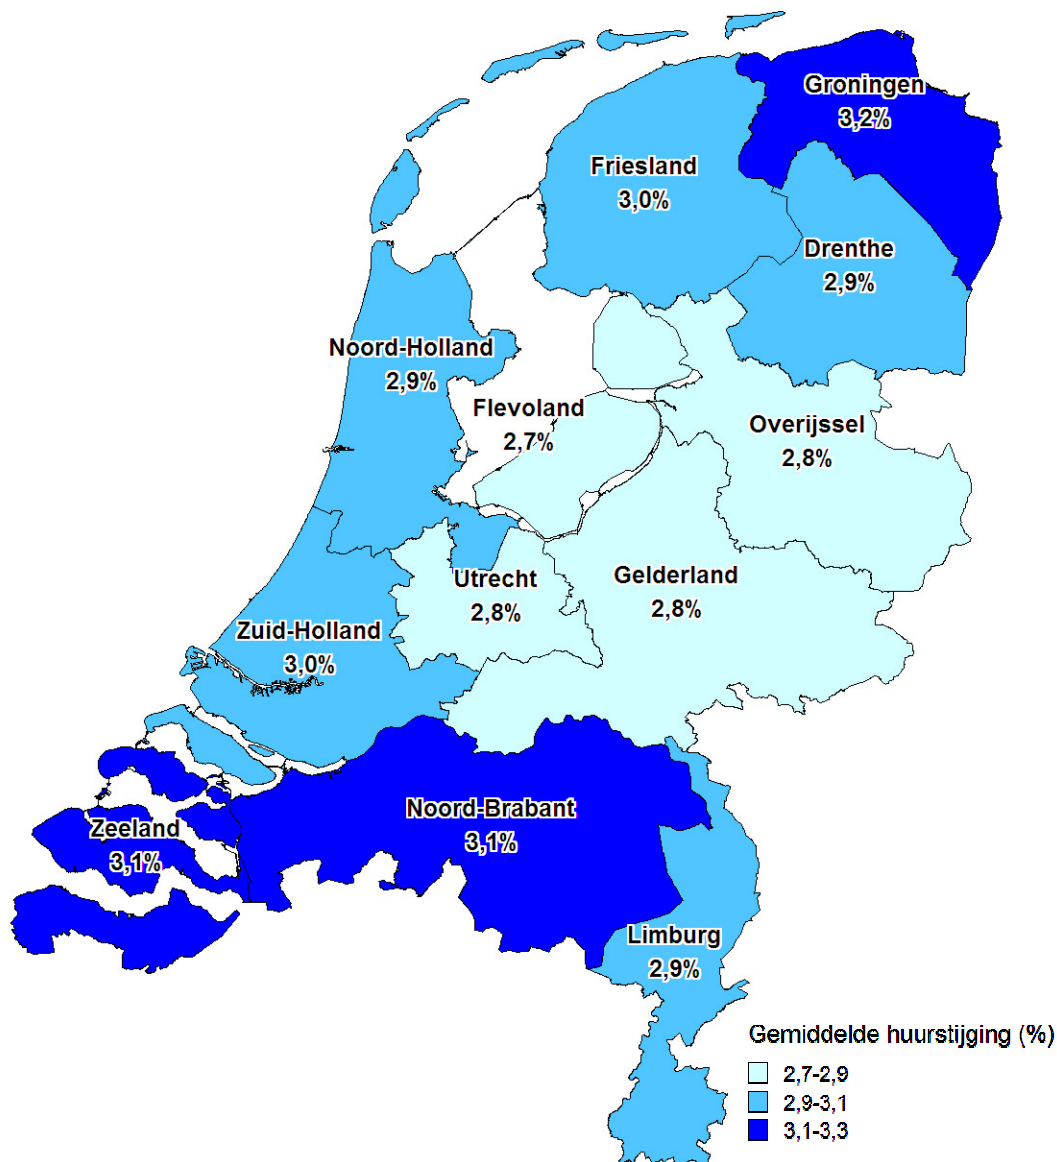 Groningen
3,2%
Friesland
3,0%
Drenthe
2,9%
Noord-Holland
2,9%
Flevoland
2,7%
Overijssel
2,8%
Utrecht
2,8%
Gelderland
2,8%
Zuid-Holland
3,0%
Noord-Brabant
3,1%
Zeeland
3,1%
Limburg
2,9%
Gemiddelde huurstijging (%)
2,7-2,9
2,9-3,1
3,1-3,3